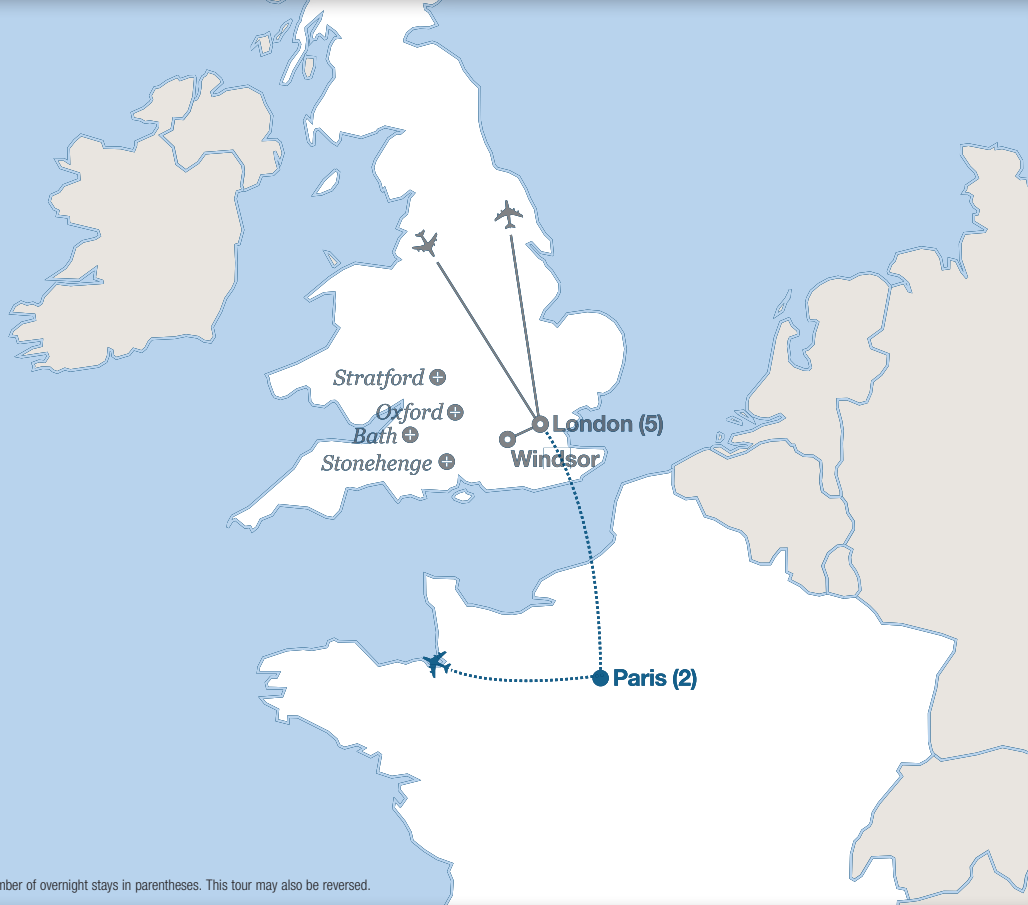 Stratford
Oxford
London (5)
Bath
Windsor
Stonehenge
Paris (2)
of overnight stays in parentheses. This tour may also be reversed.